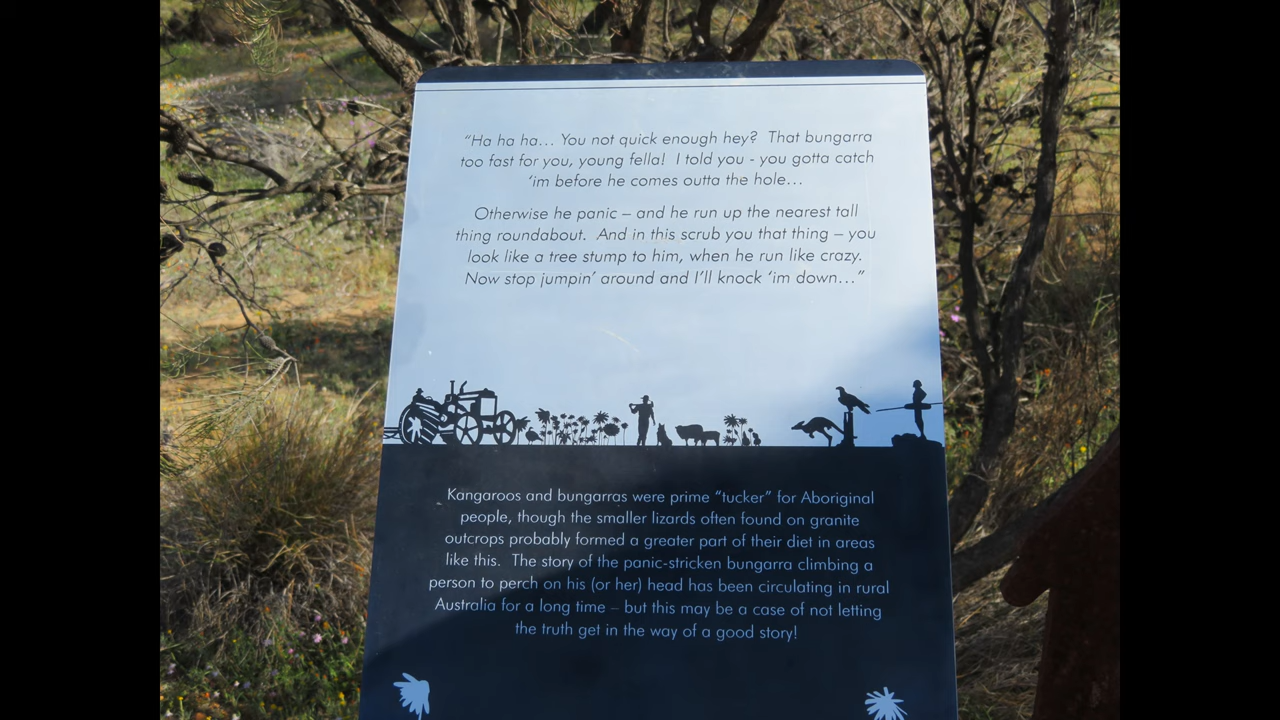 “Ha ha ha... You not quick enough hey?  That bungarra
too fast for you, young fella!  I told you - you gotta catch
‘im before he comes outta the hole...
Otherwise he panic – and he run up the nearest tall
thing roundabout.  And in this scrub you that thing – you
look like a tree stump to him, when he run like crazy.
Now stop jumpin’ around and I’ll knock ‘im down...”
Kangaroos and bungarras were prime “tucker” for Aboriginal
people, though the smaller lizards often found on granite
outcrops probably formed a greater part of their diet in areas
like this.  The story of the panic-stricken bungarra climbing a
person to perch on his (or her) head has been circulating in rural
Australia for a long time – but this may be a case of not letting
the truth get in the way of a good story!